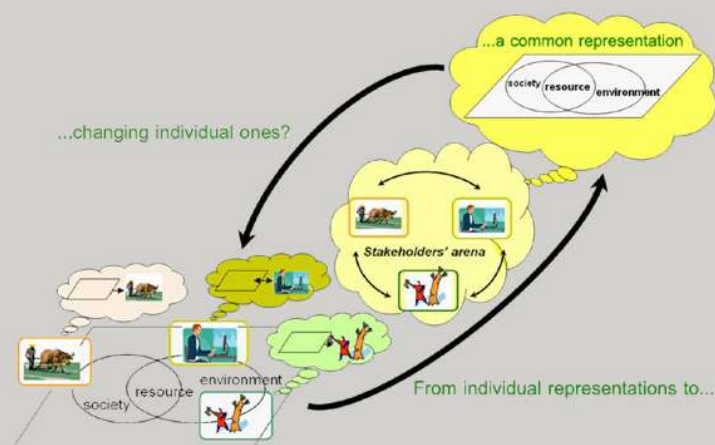 ...a common representation
society
resource
environment
...changing individual ones?
Stakeholders' arena
environment
resource
society
From individual representations to...